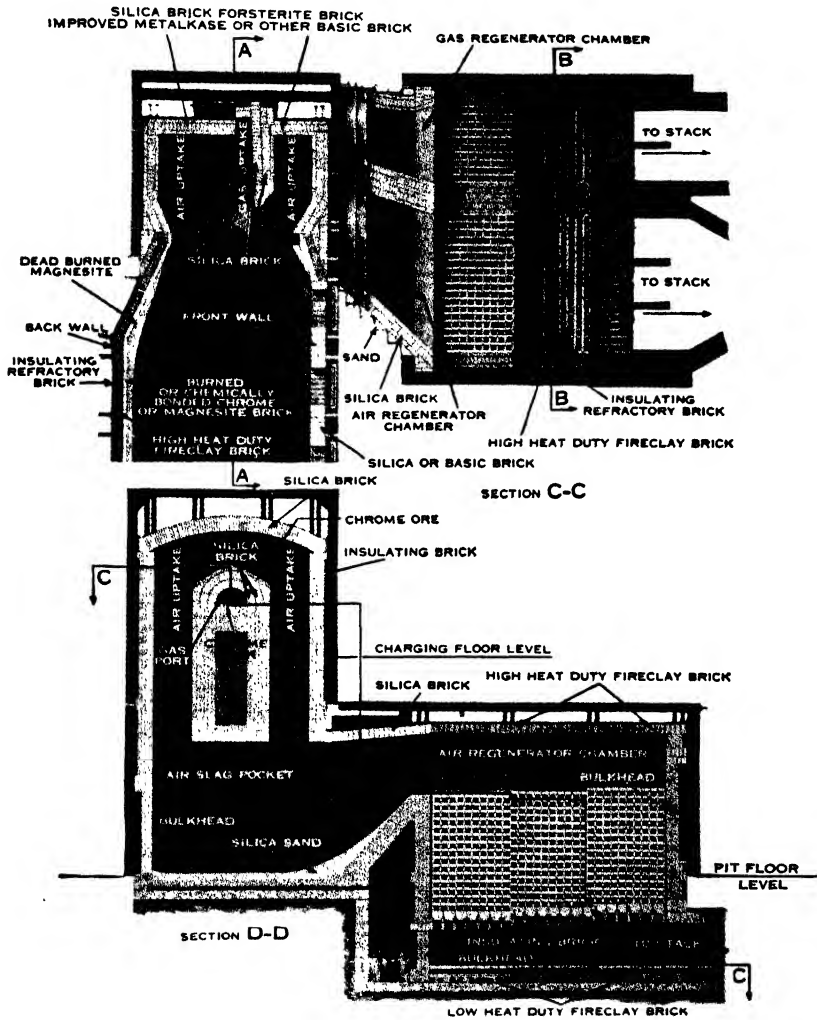 SILICA BRICK FORSTERITE BRICK
IMPROVED METALKASE OR OTHER BASIC BRICK
A
GAS REGENERATOR CHAMBER
B
AIR UPTAKE
GAS UPTAKE
AIR UPTAKE
TO STACK
DEAD BURNED
MAGNESITE
SILICA BRICK
TO STACK
BACK WALL
FRONT WALL
INSULATING
REFRACTORY
BRICK
SAND
SILICA BRICK
AIR REGENERATOR
CHAMBER
B
INSULATING
REFRACTORY BRICK
BURNED
OR CHEMICALLY
BONDED CHROME
OR MAGNESITE BRICK
HIGH HEAT DUTY
FIRECLAY BRICK
HIGH HEAT DUTY FIRECLAY BRICK
SILICA OR BASIC BRICK
A
SILICA BRICK
SECTION C-C
CHROME ORE
SILICA
BRICK
INSULATING BRICK
C
AIR UPTAKE
AIR UPTAKE
GAS
PORT
CHARGING FLOOR LEVEL
SILICA BRICK
HIGH HEAT DUTY FIRECLAY BRICK
AIR REGENERATOR CHAMBER
BULKHEAD
AIR SLAG POCKET
BULKHEAD
SILICA SAND
PIT FLOOR
LEVEL
SECTION D-D
INSULATING BRICK
TO STACK
BULKHEAD
C
LOW HEAT DUTY FIRECLAY BRICK